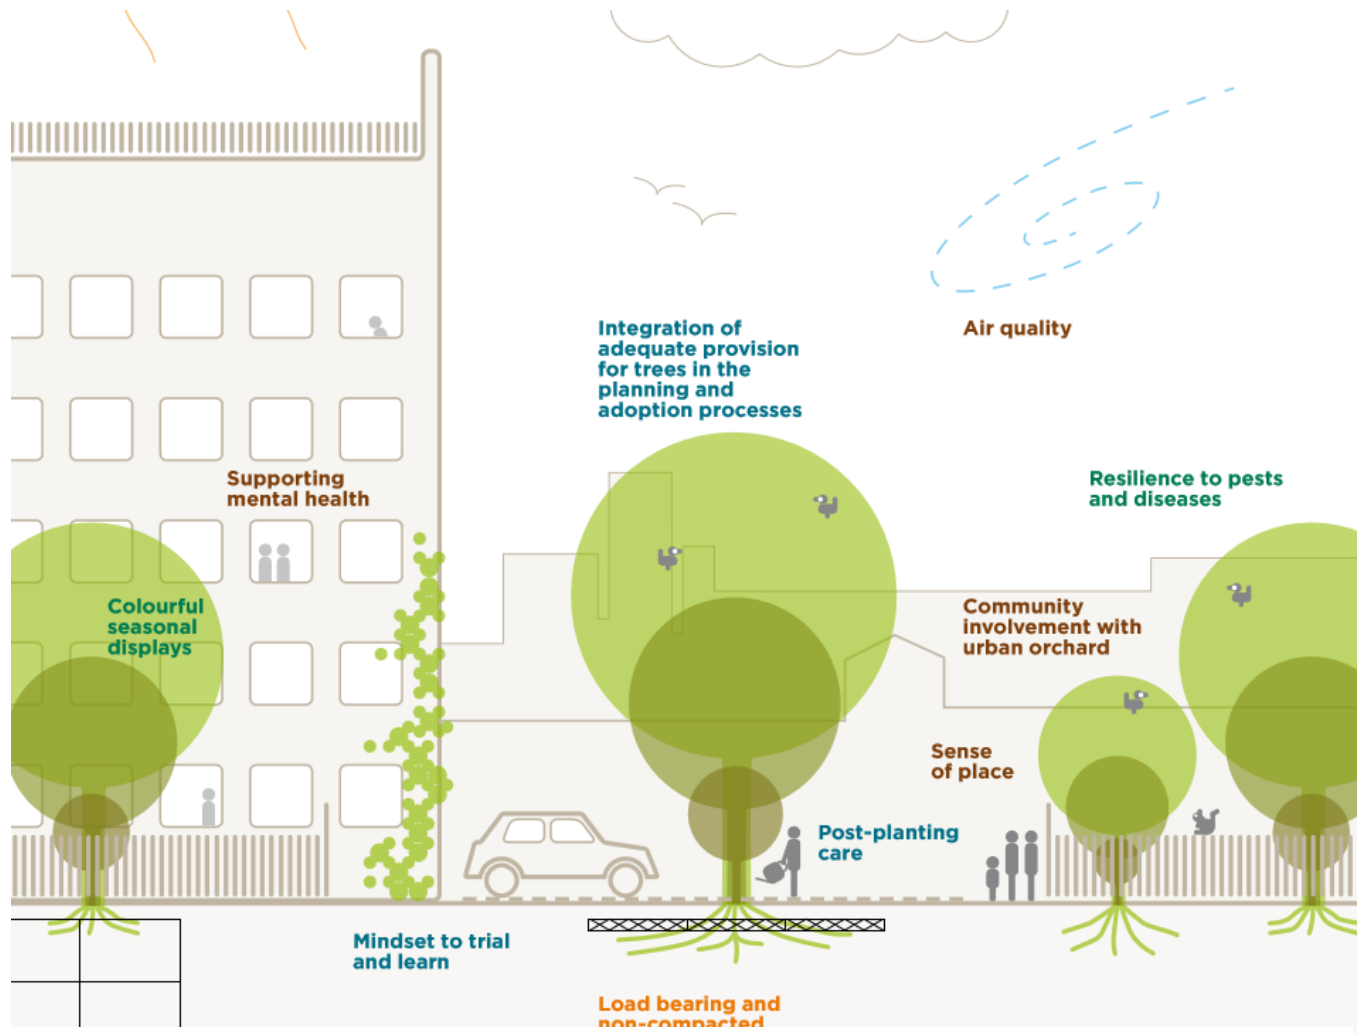 Integration of
adequate provision
for trees in the
planning and
adoption processes
Air quality
Supporting
mental health
Resilience to pests
and diseases
Colourful
seasonal
displays
Community
involvement with
urban orchard
Sense
of place
Post-planting
care
Mindset to trial
and learn
Load bearing and
non-compacted